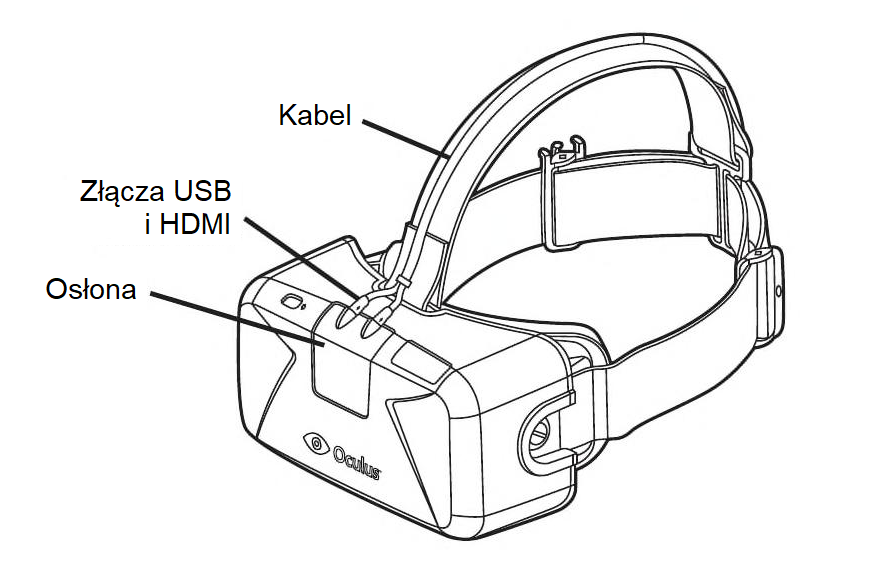 Kabel
Złącza USB
i HDMI
Osłona
Oculus